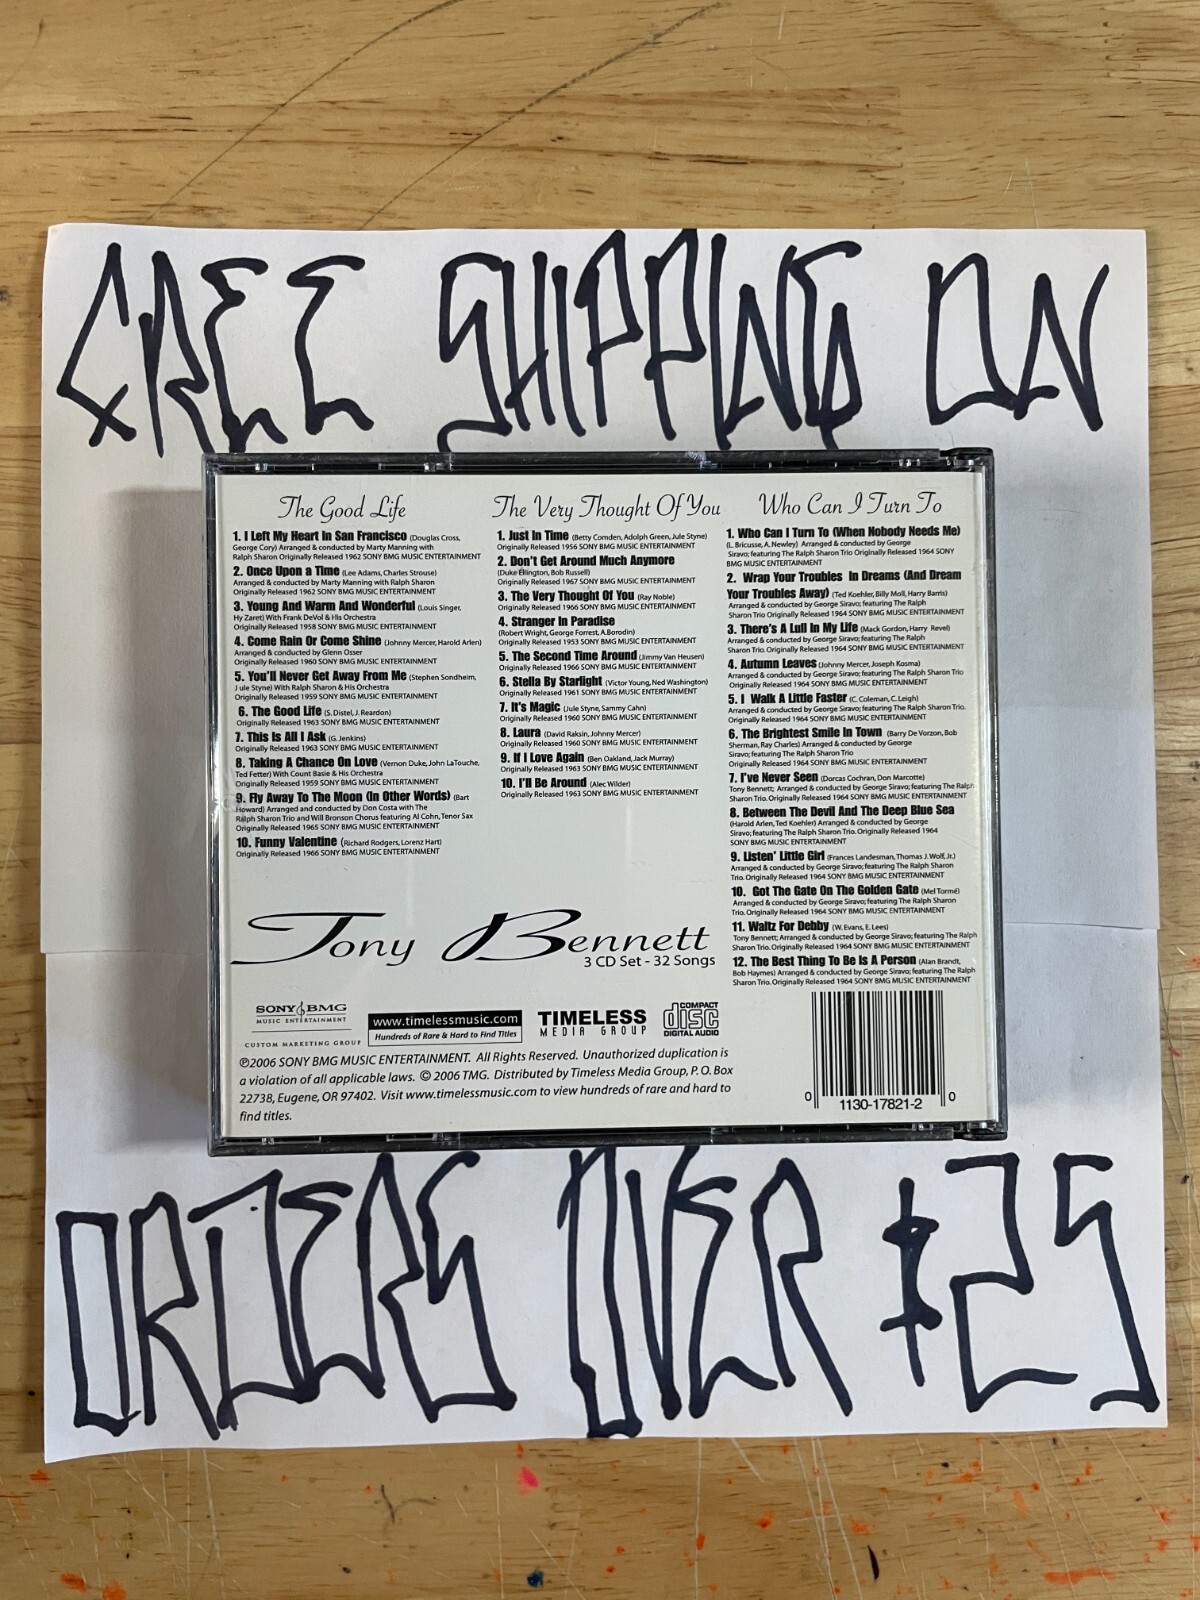 FREE SHIPPING ON
The Good Life
1. I Left My Heart In San Francisco (Douglas Cross,
George Cory) Arranged & conducted by Marty Manning with
Ralph Sharon Originally Released 1962 SONY BMG MUSIC ENTERTAINMENT
2. Once Upon a Time (Lee Adams, Charles Strouse)
Arranged & conducted by Marty Manning with Ralph Sharon
Originally Released 1962 SONY BMG MUSIC ENTERTAINMENT
3. Young And Warm And Wonderful (Louis Singer,
Hy Zaret) With Frank DeVol & His Orchestra
Originally Released 1958 SONY BMG MUSIC ENTERTAINMENT
4. Come Rain Or Come Shine (Johnny Mercer, Harold Arlen)
Arranged & conducted by Glenn Osser
Originally Released 1960 SONY BMG MUSIC ENTERTAINMENT
5. You'll Never Get Away From Me (Stephen Sondheim,
Jule Styne) With Ralph Sharon & His Orchestra
Originally Released 1959 SONY BMG MUSIC ENTERTAINMENT
6. The Good Life (S. Distel, J. Reardon)
Originally Released 1963 SONY BMG MUSIC ENTERTAINMENT
7. This Is All I Ask (G. Jenkins)
Originally Released 1963 SONY BMG MUSIC ENTERTAINMENT
8. Taking A Chance On Love (Vernon Duke, John LaTouche,
Ted Fetter) With Count Basie & His Orchestra
Originally Released 1959 SONY BMG MUSIC ENTERTAINMENT
9. Fly Away To The Moon (In Other Words) (Bart
Howard) Arranged and conducted by Don Costa with The
Ralph Sharon Trio and Will Bronson Chorus featuring Al Cohn, Tenor Sax
Originally Released 1965 SONY BMG MUSIC ENTERTAINMENT
10. Funny Valentine (Richard Rodgers, Lorenz Hart)
Originally Released 1966 SONY BMG MUSIC ENTERTAINMENT
The Very Thought Of You
1. Just In Time (Betty Comden, Adolph Green, Jule Styne)
Originally Released 1956 SONY BMG MUSIC ENTERTAINMENT
2. Don't Get Around Much Anymore
(Duke Ellington, Bob Russell)
Originally Released 1967 SONY BMG MUSIC ENTERTAINMENT
3. The Very Thought Of You (Ray Noble)
Originally Released 1966 SONY BMG MUSIC ENTERTAINMENT
4. Stranger In Paradise
(Robert Wright, George Forrest, A.Borodin)
Originally Released 1953 SONY BMG MUSIC ENTERTAINMENT
5. The Second Time Around (Jimmy Van Heusen)
Originally Released 1966 SONY BMG MUSIC ENTERTAINMENT
6. Stella By Starlight (Victor Young, Ned Washington)
Originally Released 1961 SONY BMG MUSIC ENTERTAINMENT
7. It's Magic (Jule Styne, Sammy Cahn)
Originally Released 1960 SONY BMG MUSIC ENTERTAINMENT
8. Laura (David Raksin, Johnny Mercer)
Originally Released 1960 SONY BMG MUSIC ENTERTAINMENT
9. If I Love Again (Ben Oakland, Jack Murray)
Originally Released 1963 SONY BMG MUSIC ENTERTAINMENT
10. I'll Be Around (Alec Wilder)
Originally Released 1963 SONY BMG MUSIC ENTERTAINMENT
Who Can I Turn To
1. Who Can I Turn To (When Nobody Needs Me)
(L. Bricusse, A. Newley) Arranged & conducted by George
Siravo; featuring The Ralph Sharon Trio Originally Released 1964 SONY
BMG MUSIC ENTERTAINMENT
2. Wrap Your Troubles In Dreams (And Dream
Your Troubles Away) (Ted Koehler, Billy Moll, Harry Barris)
Arranged & conducted by George Siravo; featuring The Ralph
Sharon Trio Originally Released 1964 SONY BMG MUSIC ENTERTAINMENT
3. There's A Lull In My Life (Mack Gordon, Harry Revel)
Arranged & conducted by George Siravo; featuring The Ralph
Sharon Trio. Originally Released 1964 SONY BMG MUSIC ENTERTAINMENT
4. Autumn Leaves (Johnny Mercer, Joseph Kosma)
Arranged & conducted by George Siravo; featuring The Ralph Sharon Trio
Originally Released 1964 SONY BMG MUSIC ENTERTAINMENT
5. I Walk A Little Faster (C. Coleman, C. Leigh)
Arranged & conducted by George Siravo; featuring The Ralph Sharon Trio.
Originally Released 1964 SONY BMG MUSIC ENTERTAINMENT
6. The Brightest Smile In Town (Barry De Vorzon, Bob
Sherman, Ray Charles) Arranged & conducted by George
Siravo; featuring The Ralph Sharon Trio
Originally Released 1964 SONY BMG MUSIC ENTERTAINMENT
7. I've Never Seen (Dorcas Cochran, Don Marcotte)
Tony Bennett; Arranged & conducted by George Siravo; featuring The Ralph
Sharon Trio. Originally Released 1964 SONY BMG MUSIC ENTERTAINMENT
8. Between The Devil And The Deep Blue Sea
(Harold Arlen, Ted Koehler) Arranged & conducted by George
Siravo; featuring The Ralph Sharon Trio. Originally Released 1964
SONY BMG MUSIC ENTERTAINMENT
9. Listen' Little Girl (Frances Landesman, Thomas J. Wolf, Jr.)
Arranged & conducted by George Siravo; featuring The Ralph Sharon
Trio. Originally Released 1964 SONY BMG MUSIC ENTERTAINMENT
10. Got The Gate On The Golden Gate (Mel Tormé)
Arranged & conducted by George Siravo; featuring The Ralph Sharon
Trio. Originally Released 1964 SONY BMG MUSIC ENTERTAINMENT
11. Waltz For Debby (W. Evans, E. Lees)
Tony Bennett; Arranged & conducted by George Siravo; featuring The Ralph
Sharon Trio. Originally Released 1964 SONY BMG MUSIC ENTERTAINMENT
12. The Best Thing To Be Is A Person (Alan Brandt,
Bob Haymes) Arranged & conducted by George Siravo; featuring The Ralph
Sharon Trio. Originally Released 1964 SONY BMG MUSIC ENTERTAINMENT
Tony Bennett
3 CD Set - 32 Songs
SONY BMG
MUSIC ENTERTAINMENT
CUSTOM MARKETING GROUP
www.timelessmusic.com
Hundreds of Rare & Hard to Find Titles
TIMELESS
MEDIA GROUP
COMPACT
disc
DIGITAL AUDIO
℗2006 SONY BMG MUSIC ENTERTAINMENT. All Rights Reserved. Unauthorized duplication is
a violation of all applicable laws. © 2006 TMG. Distributed by Timeless Media Group, P.O. Box
22738, Eugene, OR 97402. Visit www.timelessmusic.com to view hundreds of rare and hard to
find titles.
0 1130-17821-2 0
ORDERS OVER $25